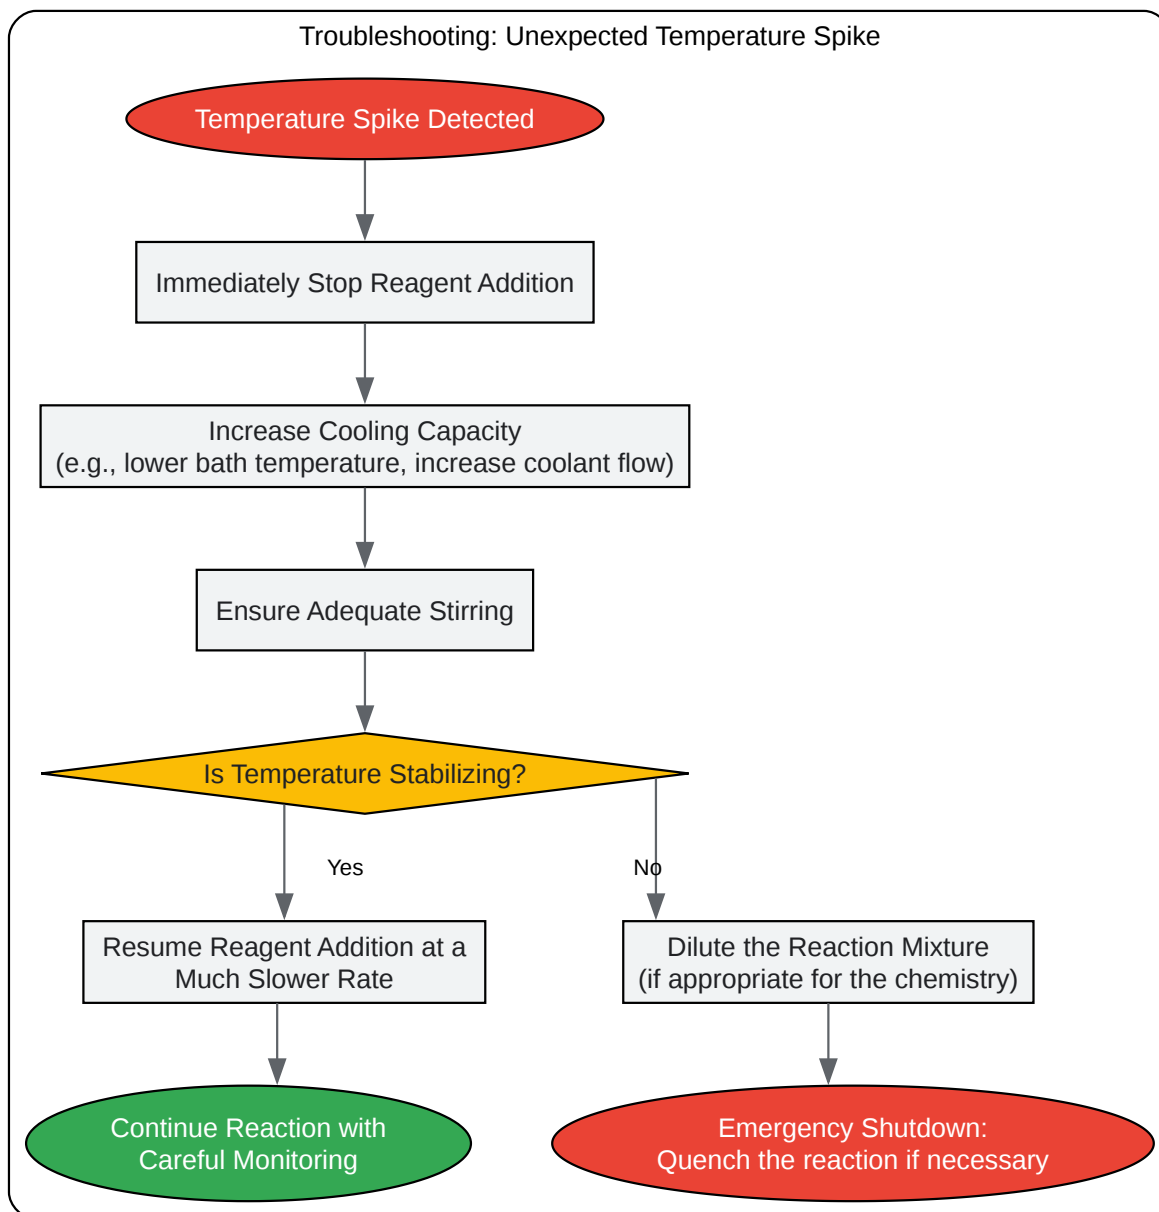 Troubleshooting: Unexpected Temperature Spike
Temperature Spike Detected
Immediately Stop Reagent Addition
Increase Cooling Capacity
(e.g., lower bath temperature, increase coolant flow)
Ensure Adequate Stirring
Is Temperature Stabilizing?
Yes
No
Resume Reagent Addition at a
Much Slower Rate
Dilute the Reaction Mixture
(if appropriate for the chemistry)
Continue Reaction with
Careful Monitoring
Emergency Shutdown:
Quench the reaction if necessary